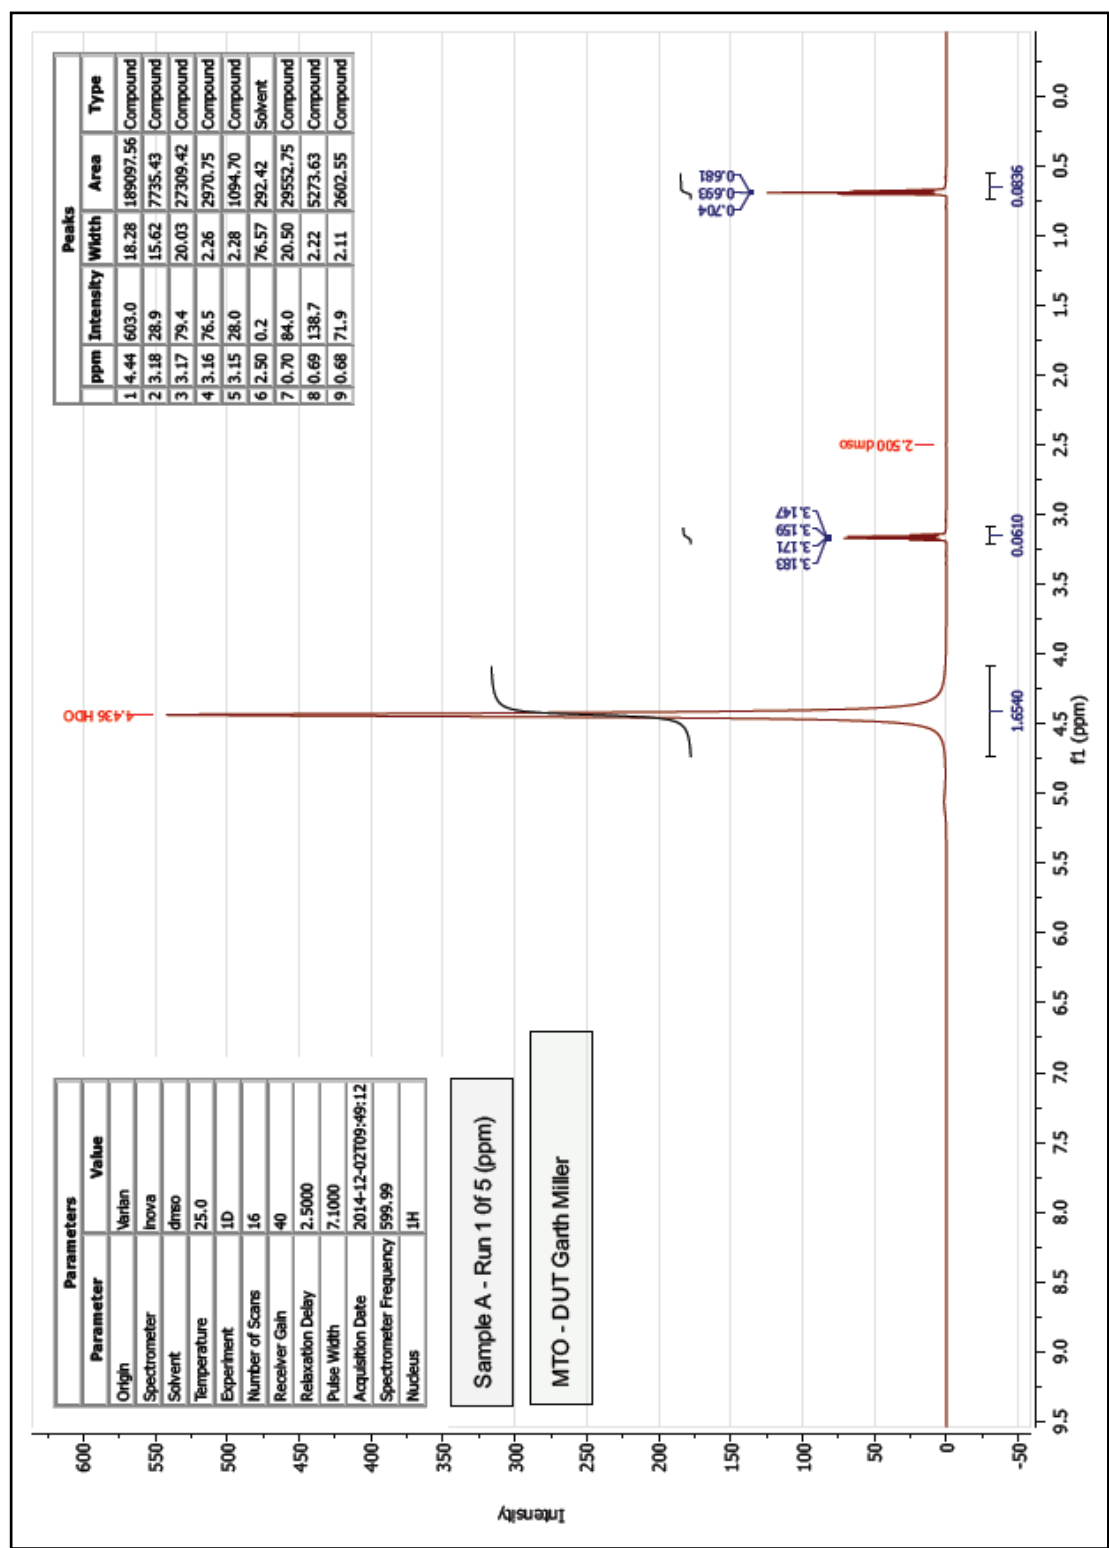 Parameters
Parameter Value
Origin Varian
Spectrometer inova
Solvent dmso
Temperature 25.0
Experiment 1D
Number of Scans 16
Receiver Gain 40
Relaxation Delay 2.5000
Pulse Width 7.1000
Acquisition Date 2014-12-02T09:49:12
Spectrometer Frequency 599.99
Nucleus 1H
Sample A - Run 1 0f 5 (ppm)
MTO - DUT Garth Miller
Peaks
ppm Intensity Width Area Type
1 4.44 603.0 18.28 189097.56 Compound
2 3.18 28.9 15.62 7735.43 Compound
3 3.17 79.4 20.03 27309.42 Compound
4 3.16 76.5 2.26 2970.75 Compound
5 3.15 28.0 2.28 1094.70 Compound
6 2.50 0.2 76.57 292.42 Solvent
7 0.70 84.0 20.50 29552.75 Compound
8 0.69 138.7 2.22 5273.63 Compound
9 0.68 71.9 2.11 2602.55 Compound
4.436 HDO
3.183
3.171
3.159
3.147
2.500 dmso
0.704
0.693
0.681
600
550
500
450
400
350
300
250
200
150
100
50
0
-50
Intensity
1.6540
0.0610
0.0836
9.5 9.0 8.5 8.0 7.5 7.0 6.5 6.0 5.5 5.0 4.5 4.0 3.5 3.0 2.5 2.0 1.5 1.0 0.5 0.0
f1 (ppm)